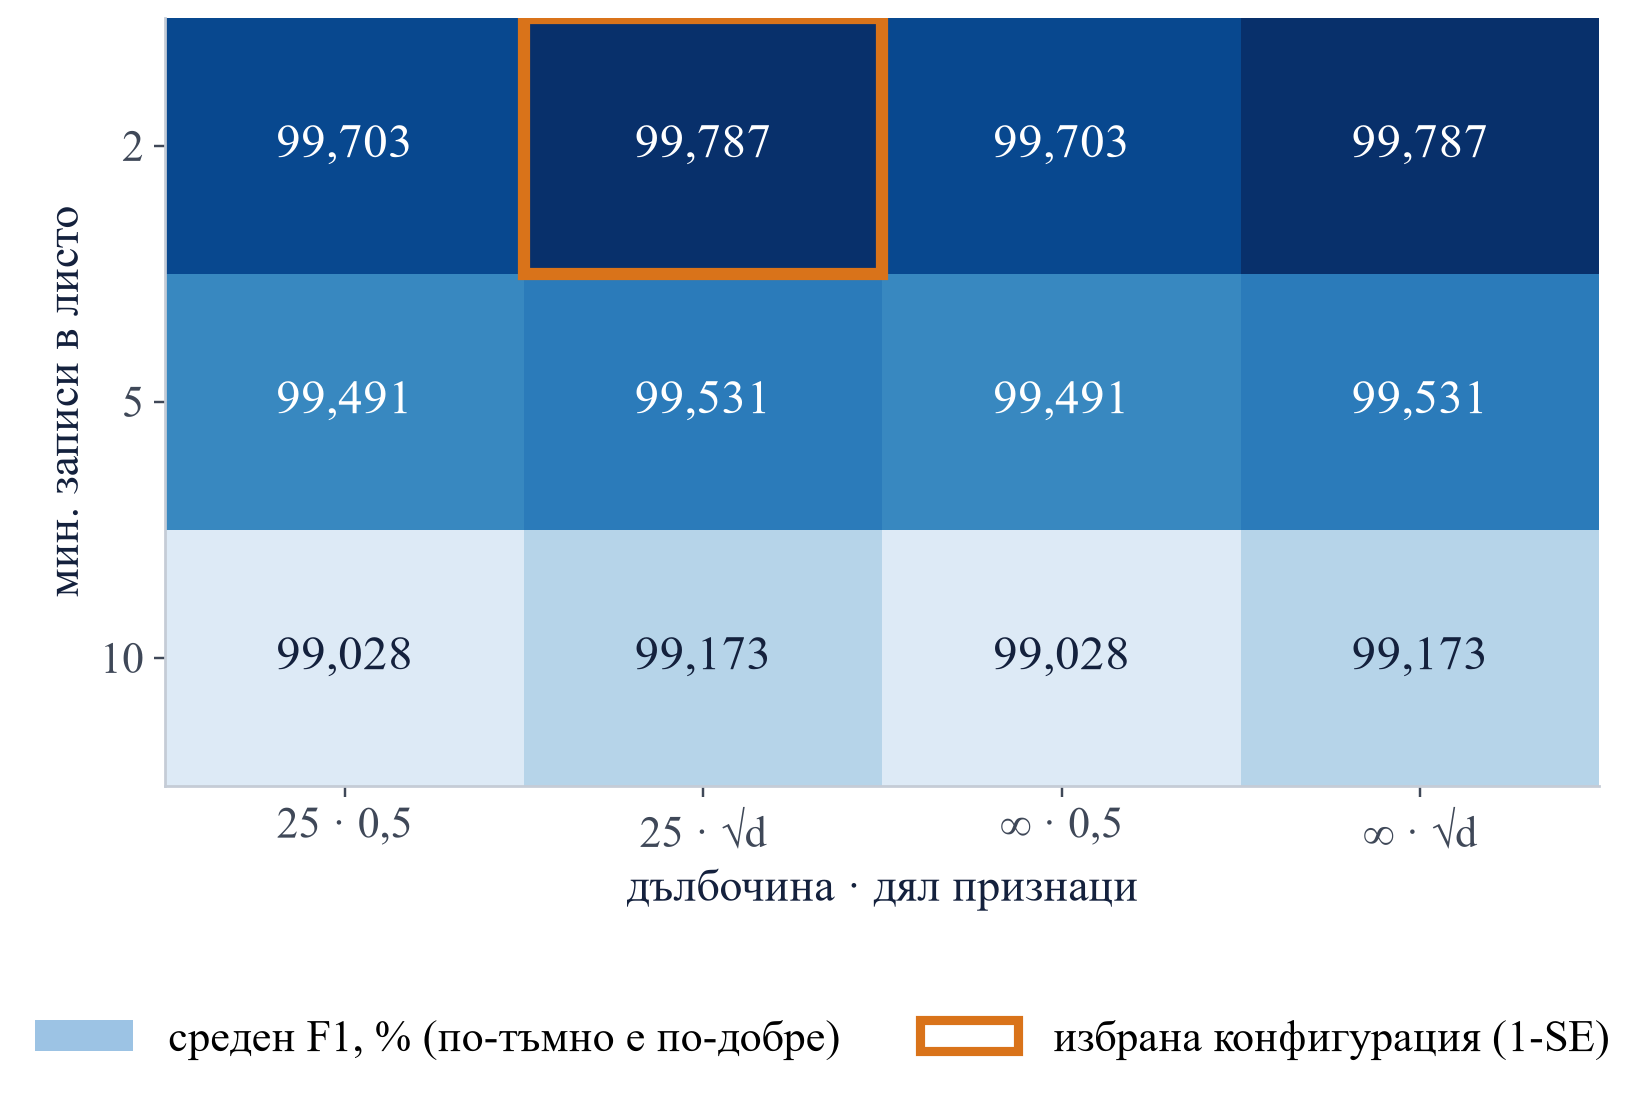 мин. записи в листо
2
99,703 99,787 99,703 99,787
5
99,491 99,531 99,491 99,531
10
99,028 99,173 99,028 99,173
25 · 0,5 25 · √d ∞ · 0,5 ∞ · √d
дълбочина · дял признаци
среден F1, % (по-тъмно е по-добре)
избрана конфигурация (1-SE)